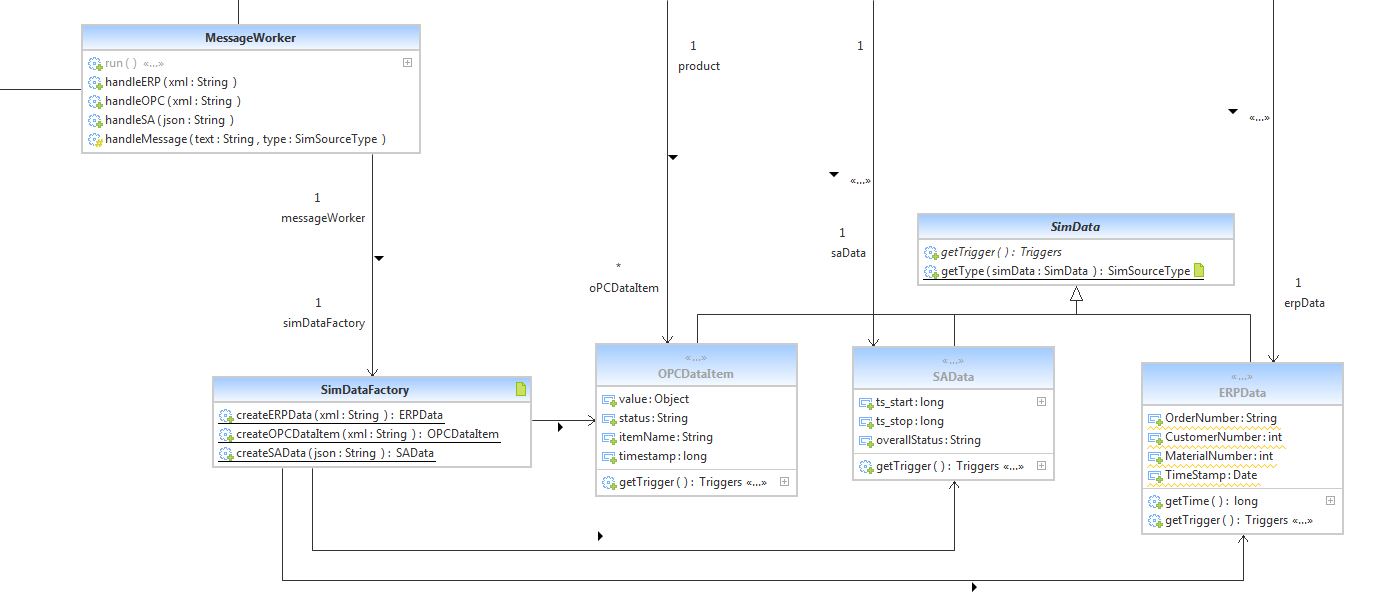 MessageWorker
run ( ) «...»
handleERP ( xml : String )
handleOPC ( xml : String )
handleSA ( json : String )
handleMessage ( text : String , type : SimSourceType )
1
product
1
«...»
«...»
1
messageWorker
1
saData
*
oPCDataItem
SimData
getTrigger ( ) : Triggers
getType ( simData : SimData ) : SimSourceType
1
erpData
1
simDataFactory
SimDataFactory
createERPData ( xml : String ) : ERPData
createOPCDataItem ( xml : String ) : OPCDataItem
createSAData ( json : String ) : SAData
«...»
OPCDataItem
value : Object
status : String
itemName : String
timestamp : long
getTrigger ( ) : Triggers «...»
«...»
SAData
ts_start : long
ts_stop : long
overallStatus : String
getTrigger ( ) : Triggers «...»
«...»
ERPData
OrderNumber : String
CustomerNumber : int
MaterialNumber : int
TimeStamp : Date
getTime ( ) : long
getTrigger ( ) : Triggers «...»